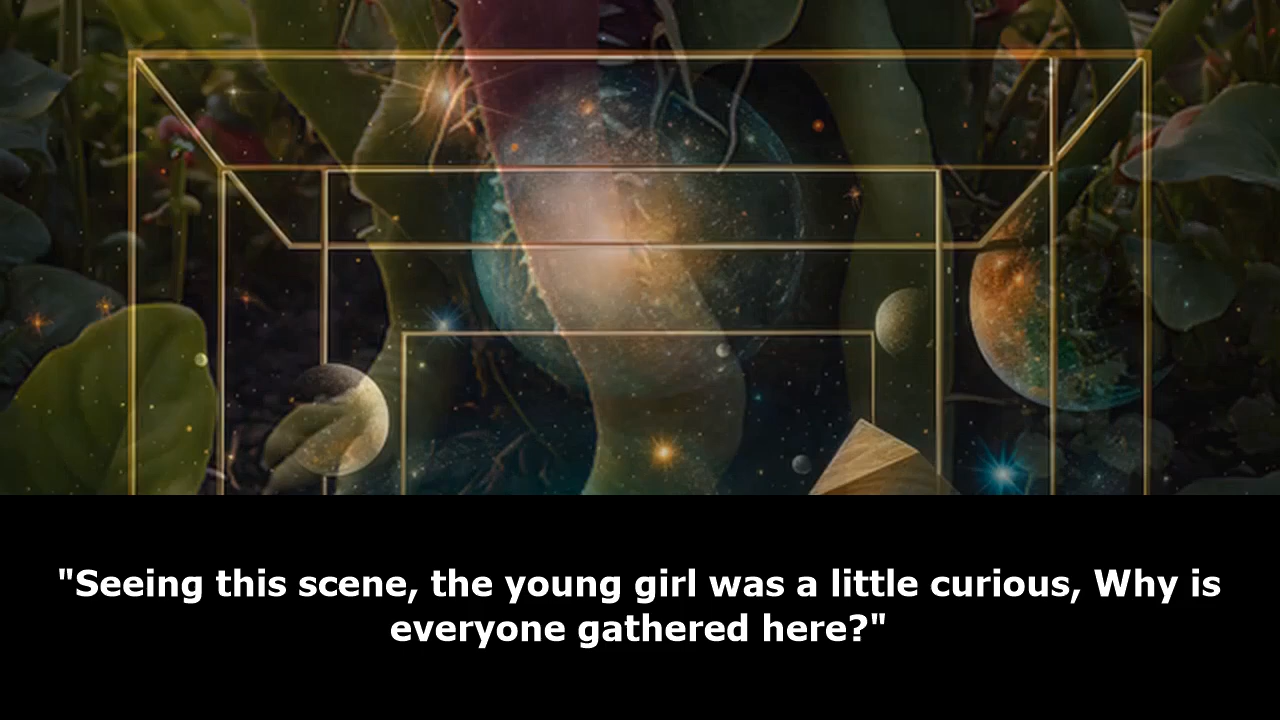 "Seeing this scene, the young girl was a little curious, Why is
everyone gathered here?"